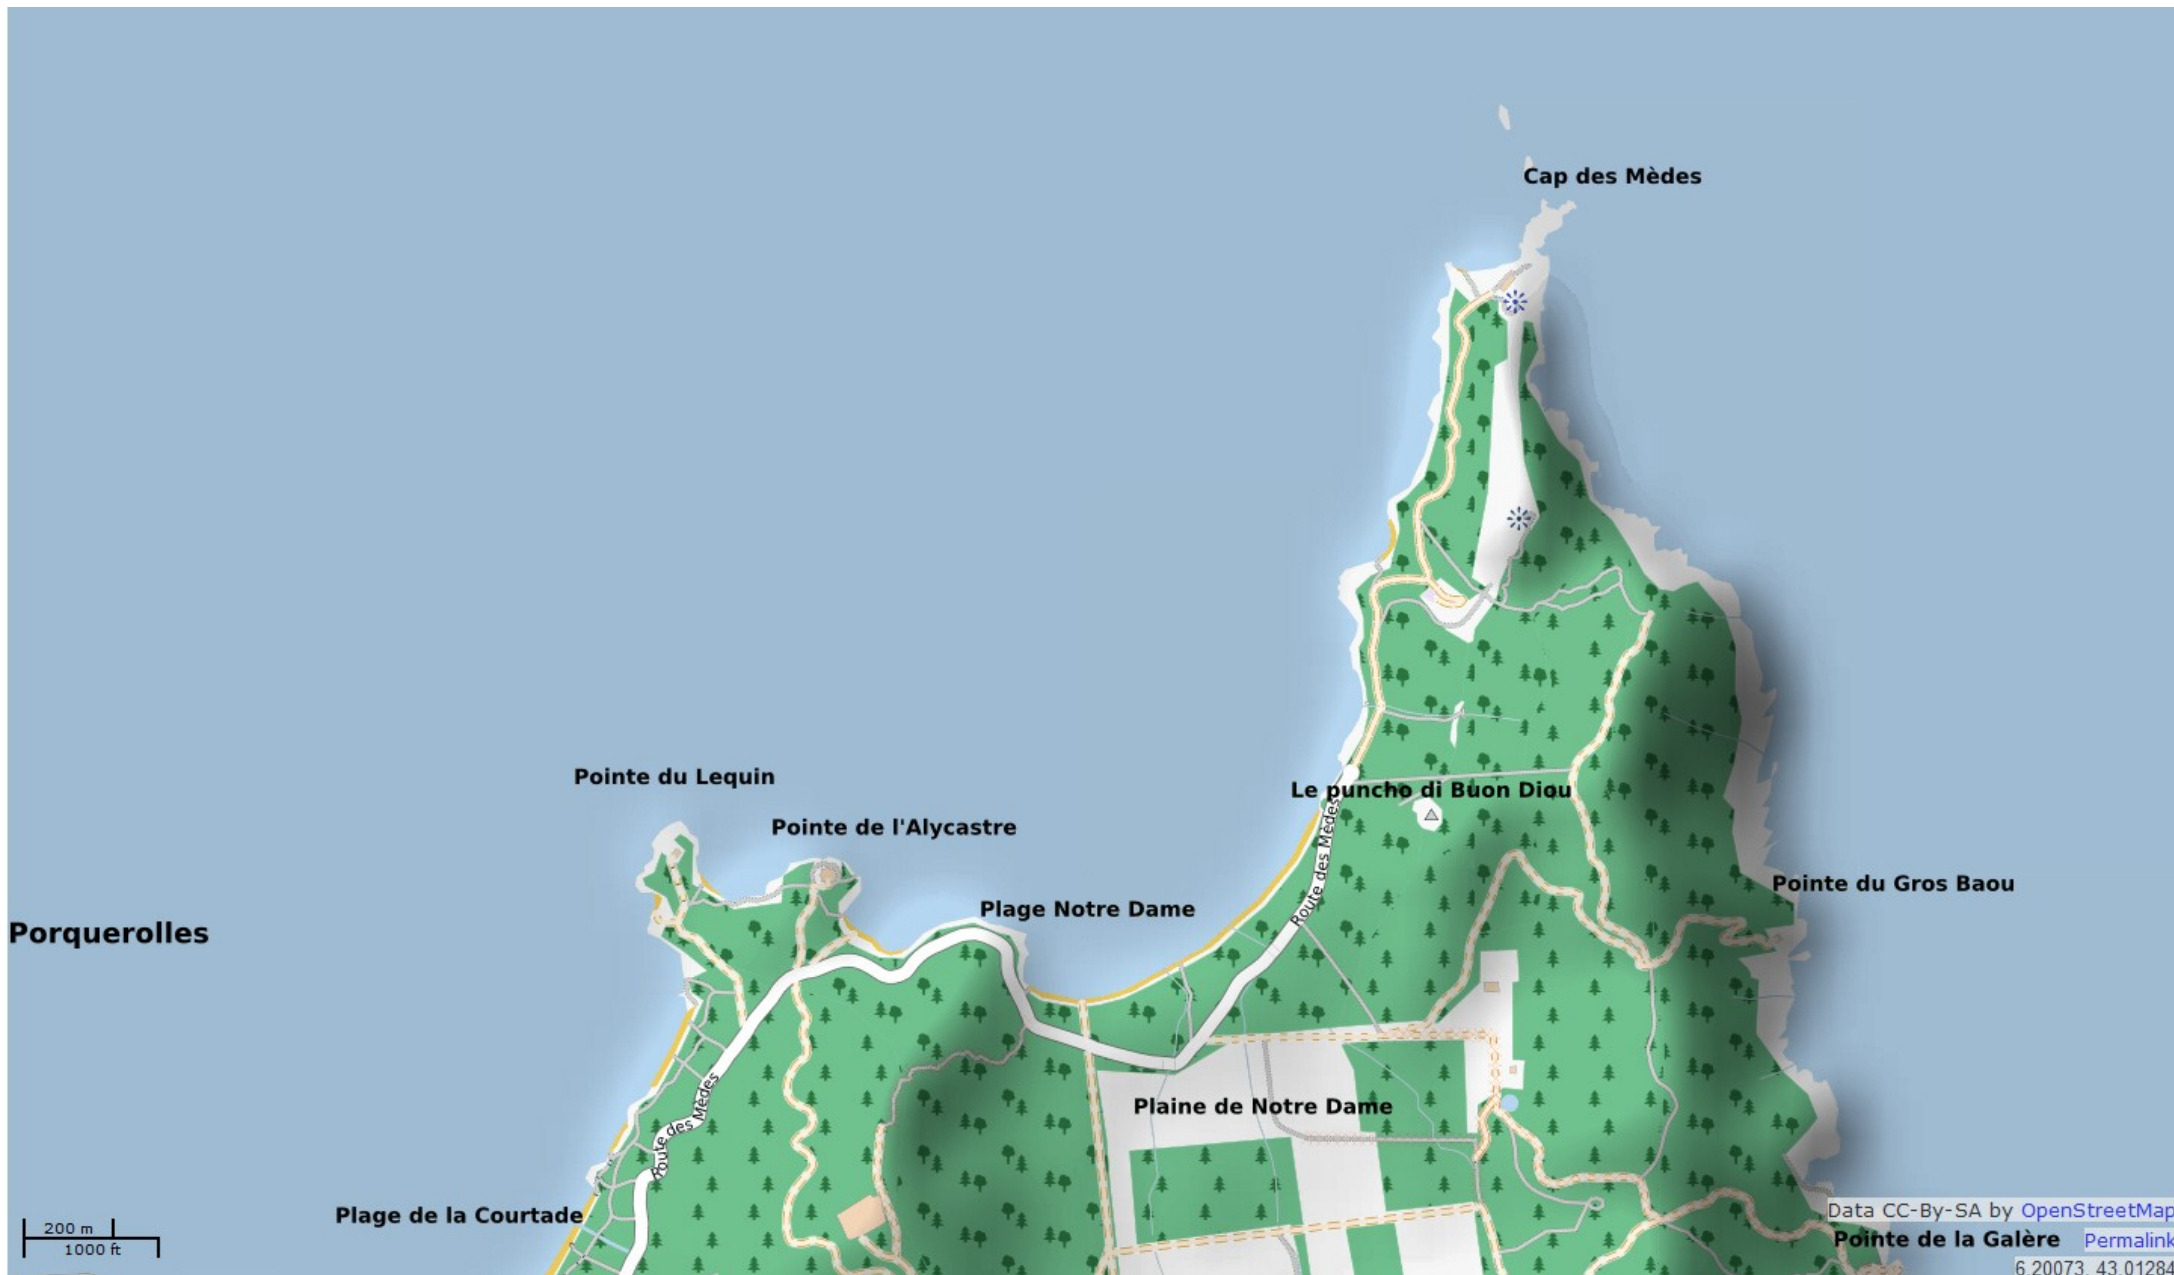 Cap des Mèdes
Pointe du Lequin
Le puncho di Buon Diou
Pointe de l'Alycastre
Route des Mèdes
Pointe du Gros Baou
Plage Notre Dame
Porquerolles
Plaine de Notre Dame
Route des Mèdes
Plage de la Courtade
200 m
1000 ft
Data CC-By-SA by OpenStreetMap
Pointe de la Galère Permalink
6.20073, 43.01284